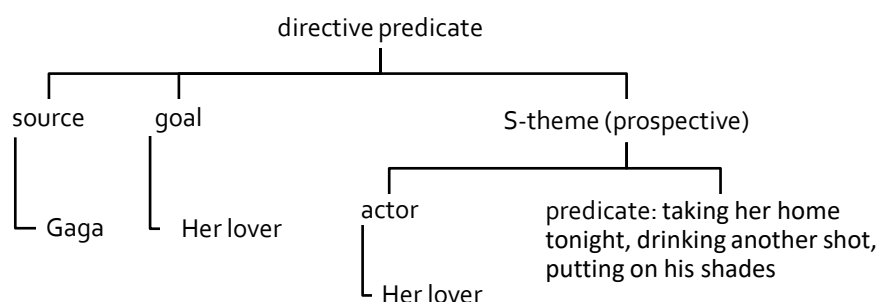 directive predicate
source
goal
S-theme (prospective)
Gaga
Her lover
actor
predicate: taking her home
tonight, drinking another shot,
putting on his shades
Her lover